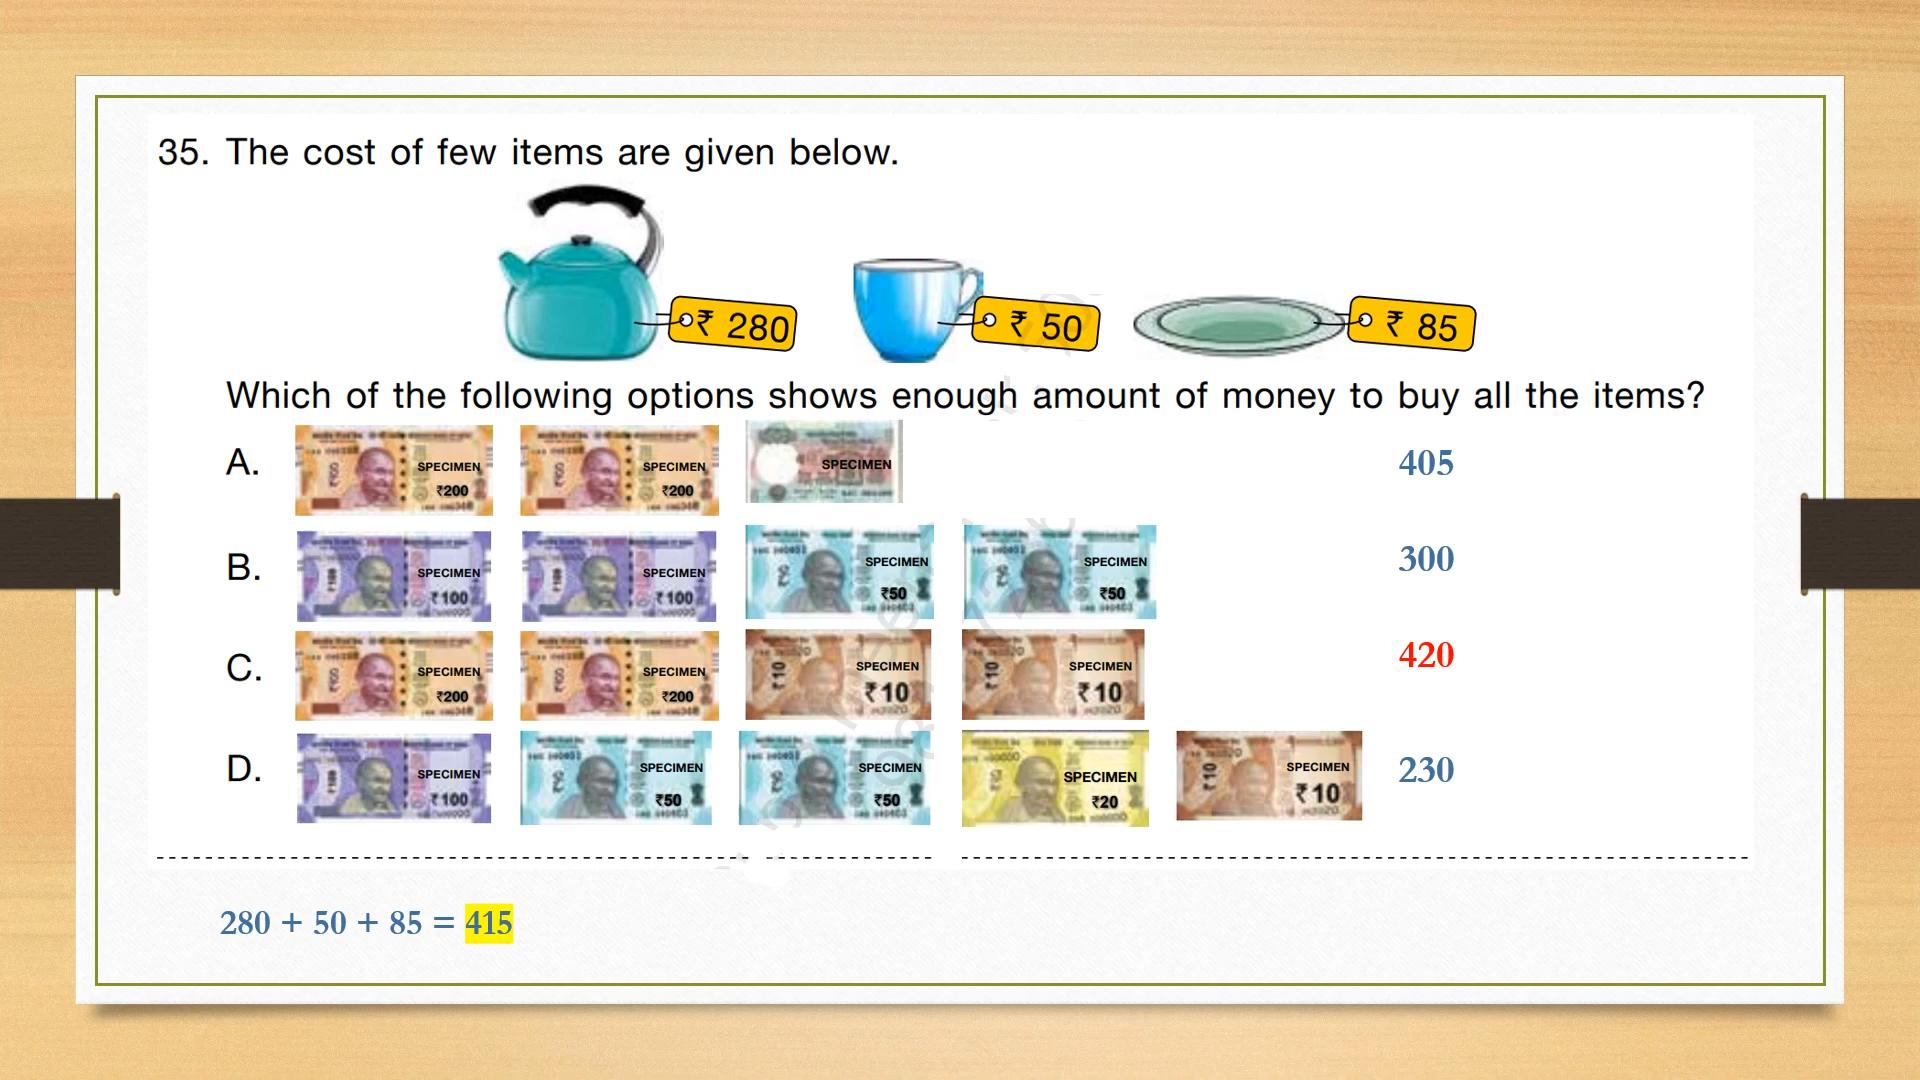 35. The cost of few items are given below.
₹ 280 ₹ 50 ₹ 85
Which of the following options shows enough amount of money to buy all the items?
A. SPECIMEN ₹200 SPECIMEN ₹200 SPECIMEN 405
B. SPECIMEN ₹100 SPECIMEN ₹100 SPECIMEN ₹50 SPECIMEN ₹50 300
C. SPECIMEN ₹200 SPECIMEN ₹200 ₹10 SPECIMEN ₹10 ₹10 SPECIMEN ₹10 420
D. SPECIMEN ₹100 SPECIMEN ₹50 SPECIMEN ₹50 SPECIMEN ₹20 ₹10 SPECIMEN ₹10 230
280 + 50 + 85 = 415